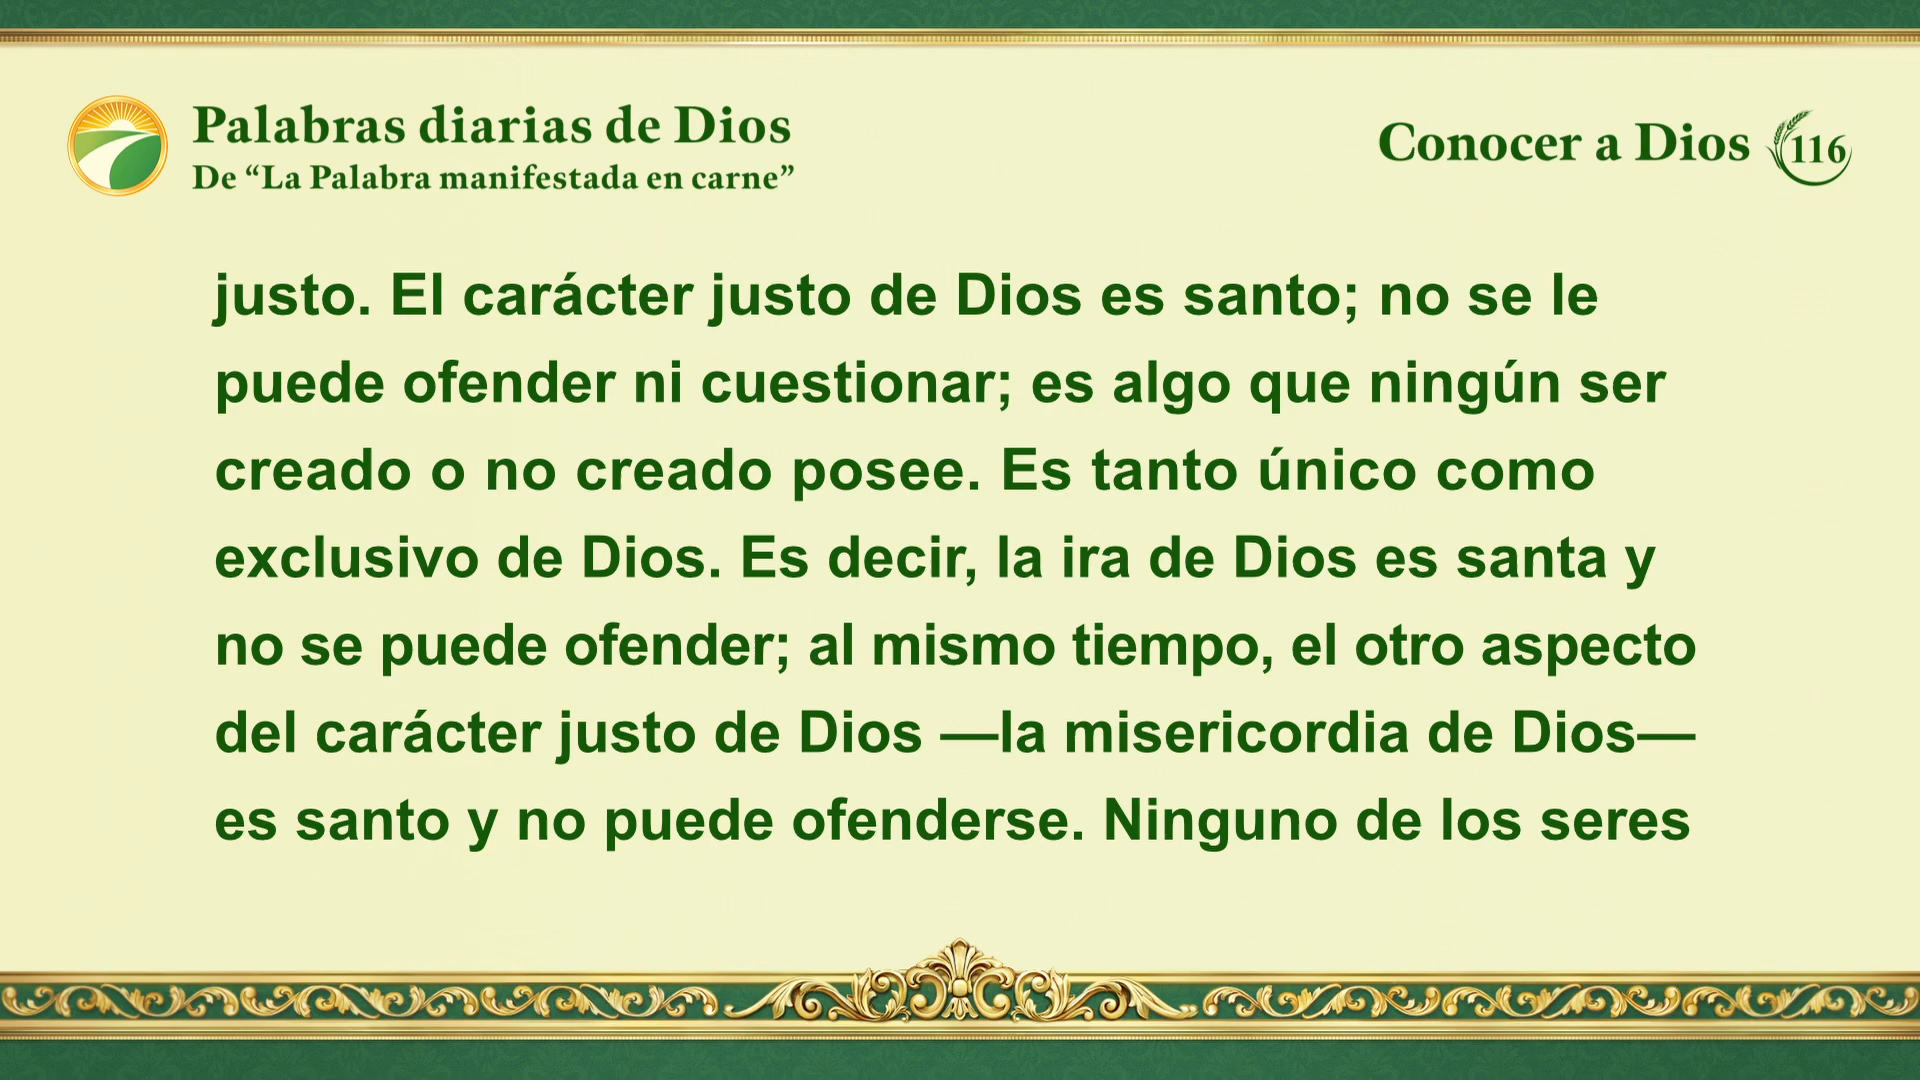 Palabras diarias de Dios
De “La Palabra manifestada en carne”
Conocer a Dios 116
justo. El carácter justo de Dios es santo; no se le
puede ofender ni cuestionar; es algo que ningún ser
creado o no creado posee. Es tanto único como
exclusivo de Dios. Es decir, la ira de Dios es santa y
no se puede ofender; al mismo tiempo, el otro aspecto
del carácter justo de Dios —la misericordia de Dios—
es santo y no puede ofenderse. Ninguno de los seres